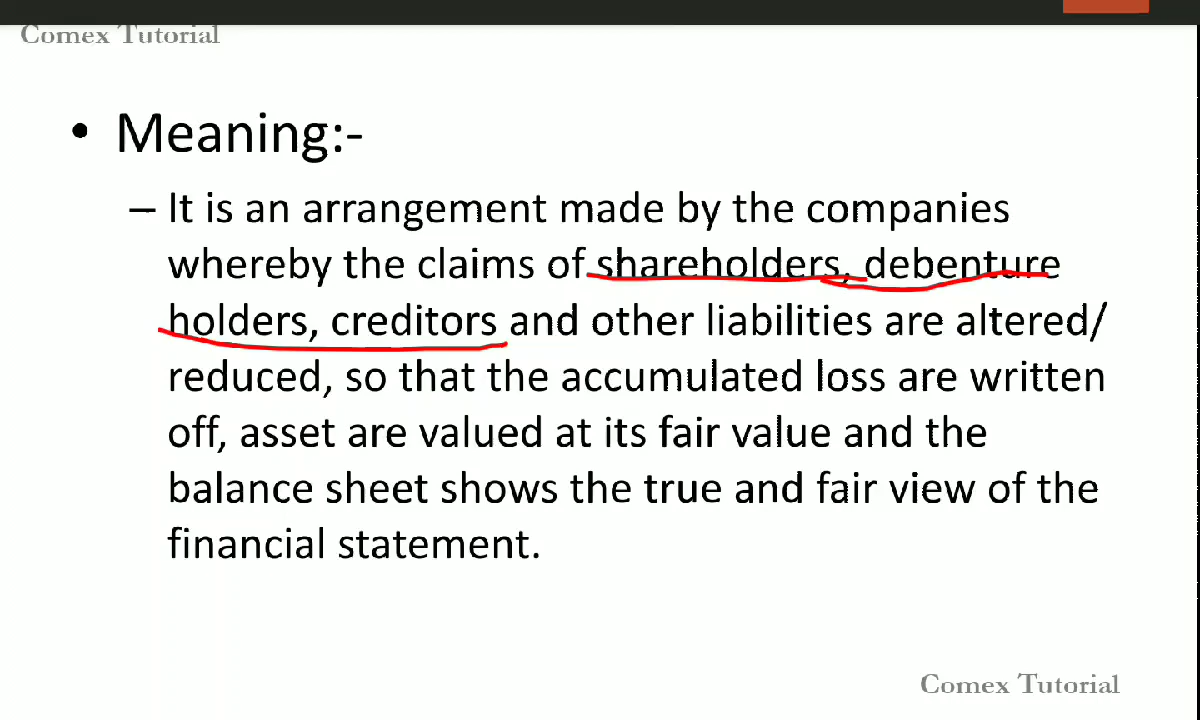 Comex Tutorial
• Meaning:-
– It is an arrangement made by the companies
whereby the claims of shareholders, debenture
holders, creditors and other liabilities are altered/
reduced, so that the accumulated loss are written
off, asset are valued at its fair value and the
balance sheet shows the true and fair view of the
financial statement.
Comex Tutorial